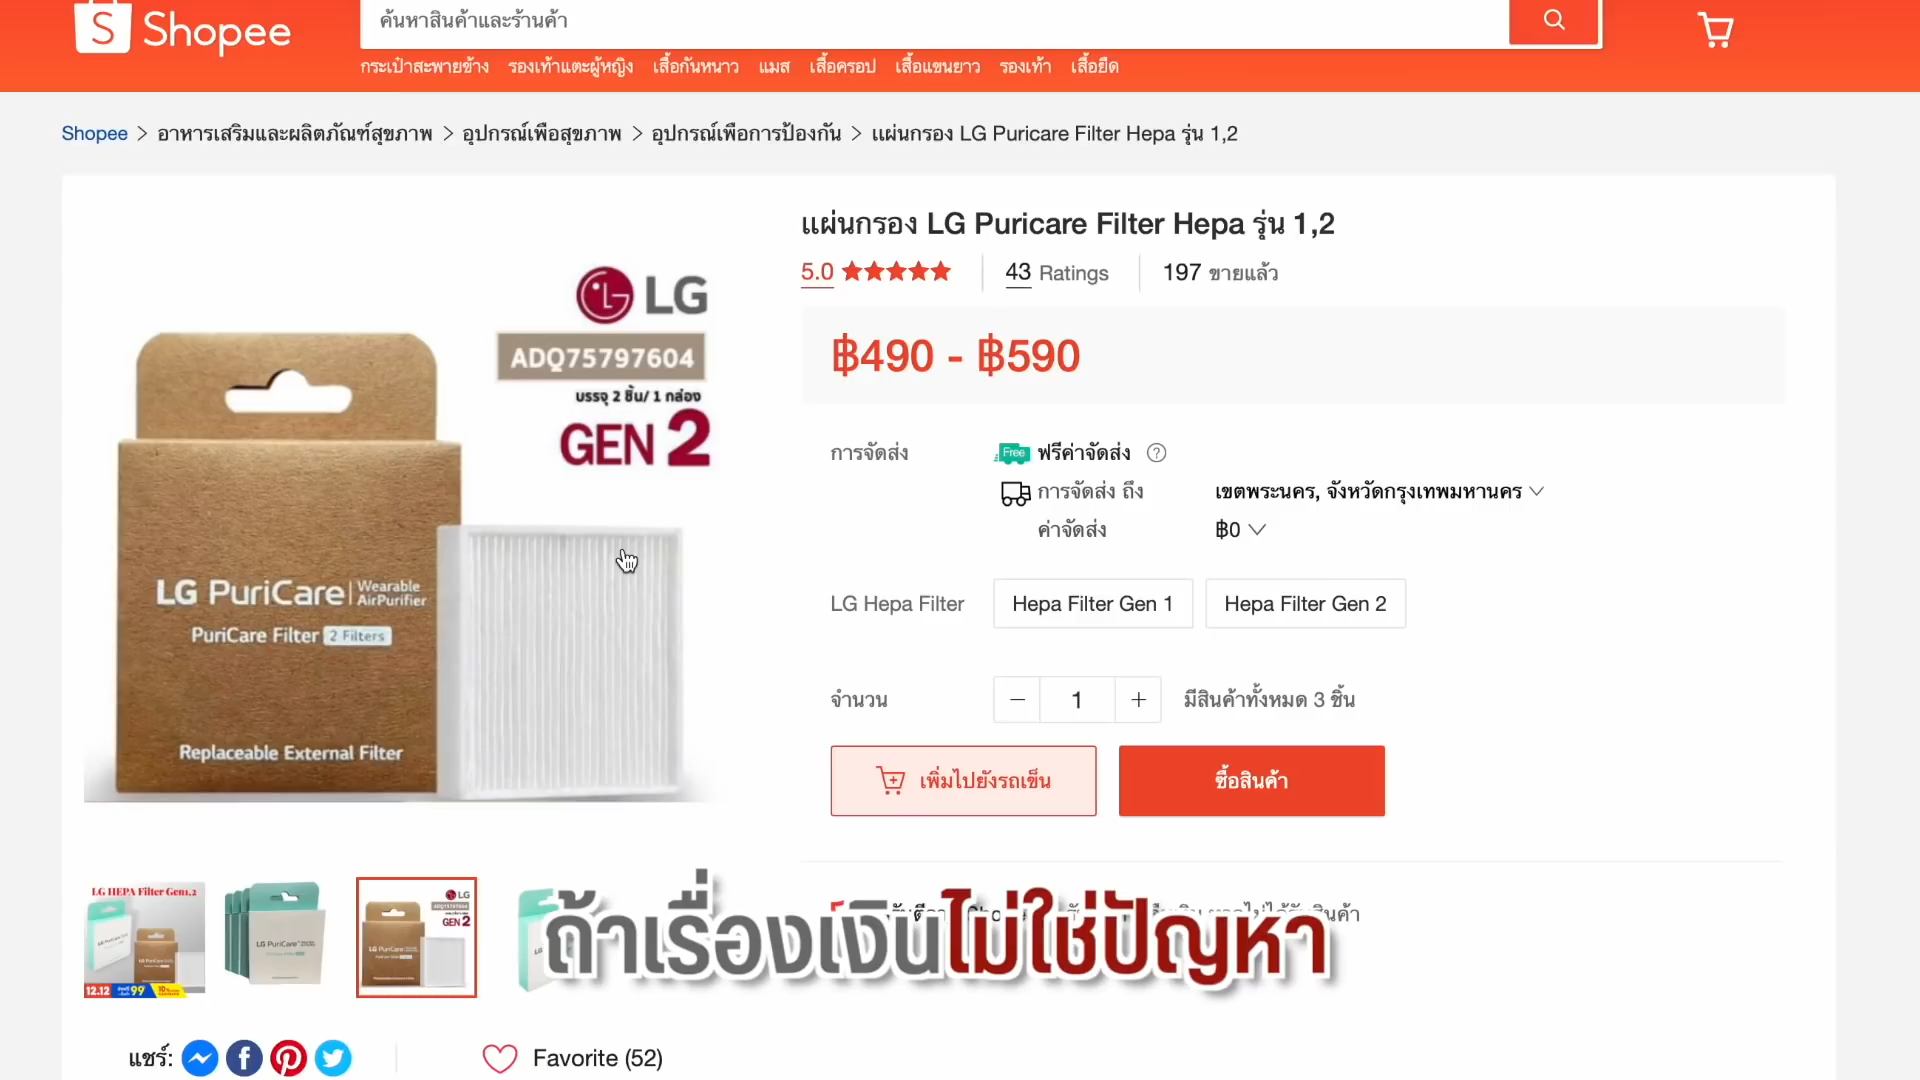 Shopee
ค้นหาสินค้าและร้านค้า
กระเป๋าสะพายข้าง รองเท้าแตะผู้หญิง เสื้อกันหนาว แมส เสื้อครอป เสื้อแขนยาว รองเท้า เสื้อยืด
Shopee > อาหารเสริมและผลิตภัณฑ์สุขภาพ > อุปกรณ์เพื่อสุขภาพ > อุปกรณ์เพื่อการป้องกัน > แผ่นกรอง LG Puricare Filter Hepa รุ่น 1,2
แผ่นกรอง LG Puricare Filter Hepa รุ่น 1,2
5.0 43 Ratings 197 ขายแล้ว
฿490 - ฿590
LG
ADQ75797604
บรรจุ 2 ชิ้น/ 1 กล่อง
GEN 2
LG PuriCare Wearable AirPurifier
PuriCare Filter 2 Filters
Replaceable External Filter
การจัดส่ง Free ฟรีค่าจัดส่ง ?
การจัดส่ง ถึง เขตพระนคร, จังหวัดกรุงเทพมหานคร
ค่าจัดส่ง ฿0
LG Hepa Filter Hepa Filter Gen 1 Hepa Filter Gen 2
จำนวน - 1 + มีสินค้าทั้งหมด 3 ชิ้น
เพิ่มไปยังรถเข็น ซื้อสินค้า
LG HEPA Filter Gen1,2
12.12 99
LG PuriCare
LG
ADQ75797604
GEN 2
ถ้าเรื่องเงินไม่ใช่ปัญหา
แชร์: Favorite (52)